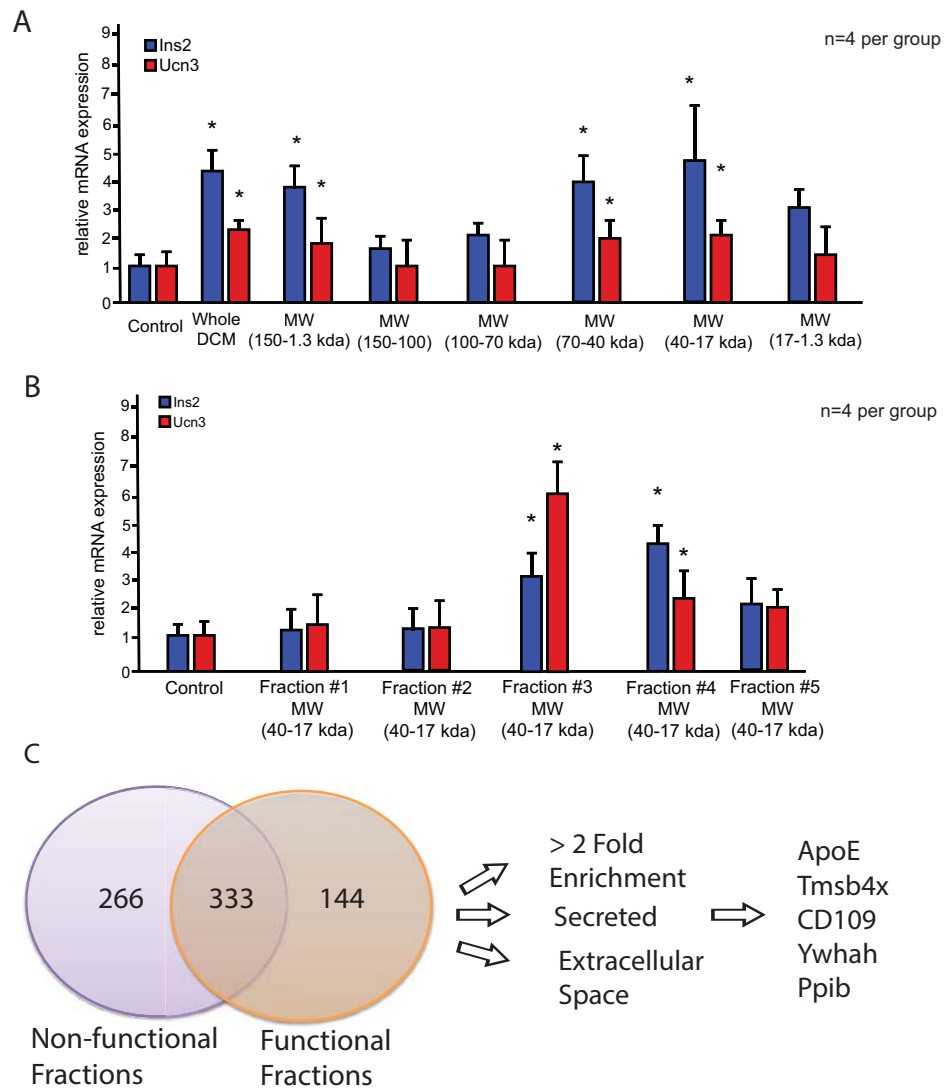 A
Ins2
Ucn3
n=4 per group
relative mRNA expression
9
8
7
6
5
4
3
2
1
0
* * * * * * * *
Control
Whole
DCM
MW
(150-1.3 kda)
MW
(150-100)
MW
(100-70 kda)
MW
(70-40 kda)
MW
(40-17 kda)
MW
(17-1.3 kda)
B
Ins2
Ucn3
n=4 per group
relative mRNA expression
9
8
7
6
5
4
3
2
1
0
* * * *
Control
Fraction #1
MW
(40-17 kda)
Fraction #2
MW
(40-17 kda)
Fraction #3
MW
(40-17 kda)
Fraction #4
MW
(40-17 kda)
Fraction #5
MW
(40-17 kda)
C
266
333
144
Non-functional
Fractions
Functional
Fractions
> 2 Fold
Enrichment
Secreted
Extracellular
Space
ApoE
Tmsb4x
CD109
Ywhah
Ppib